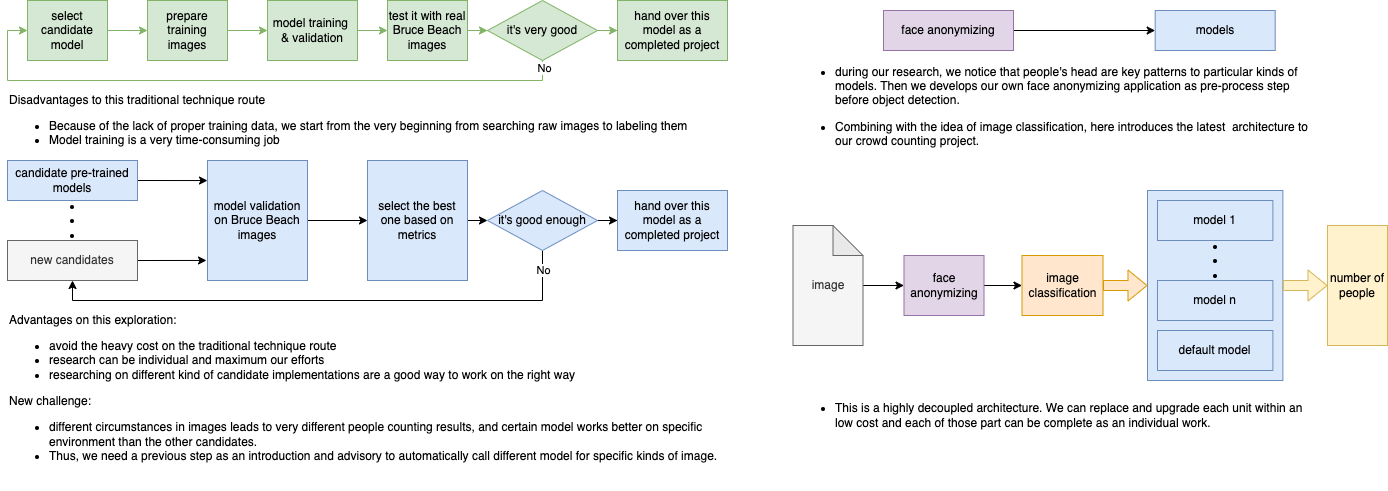 select
candidate
model
prepare
training
images
model training
& validation
test it with real
Bruce Beach
images
it's very good
hand over this
model as a
completed project
No
Disadvantages to this traditional technique route
• Because of the lack of proper training data, we start from the very beginning from searching raw images to labeling them
• Model training is a very time-consuming job
candidate pre-trained
models
new candidates
model validation
on Bruce Beach
images
select the best
one based on
metrics
it's good enough
hand over this
model as a
completed project
No
Advantages on this exploration:
• avoid the heavy cost on the traditional technique route
• research can be individual and maximum our efforts
• researching on different kind of candidate implementations are a good way to work on the right way
New challenge:
• different circumstances in images leads to very different people counting results, and certain model works better on specific
environment than the other candidates.
• Thus, we need a previous step as an introduction and advisory to automatically call different model for specific kinds of image.
face anonymizing
models
• during our research, we notice that people's head are key patterns to particular kinds of
models. Then we develops our own face anonymizing application as pre-process step
before object detection.
• Combining with the idea of image classification, here introduces the latest architecture to
our crowd counting project.
image
face
anonymizing
image
classification
model 1
model n
default model
number of
people
• This is a highly decoupled architecture. We can replace and upgrade each unit within an
low cost and each of those part can be complete as an individual work.